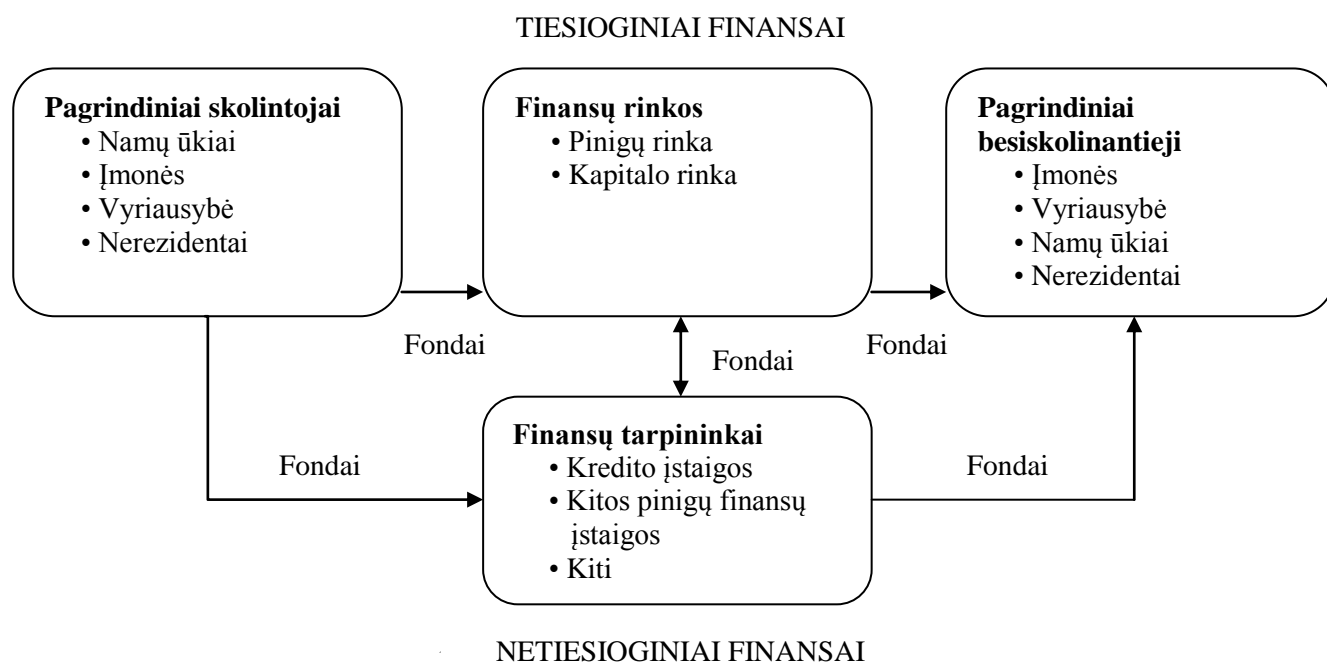 TIESIOGINIAI FINANSAI
Pagrindiniai skolintojai
• Namų ūkiai
• Įmonės
• Vyriausybė
• Nerezidentai
Finansų rinkos
• Pinigų rinka
• Kapitalo rinka
Pagrindiniai
besiskolinantieji
• Įmonės
• Vyriausybė
• Namų ūkiai
• Nerezidentai
Fondai
Fondai
Fondai
Fondai
Finansų tarpininkai
• Kredito įstaigos
• Kitos pinigų finansų
įstaigos
• Kiti
Fondai
NETIESIOGINIAI FINANSAI